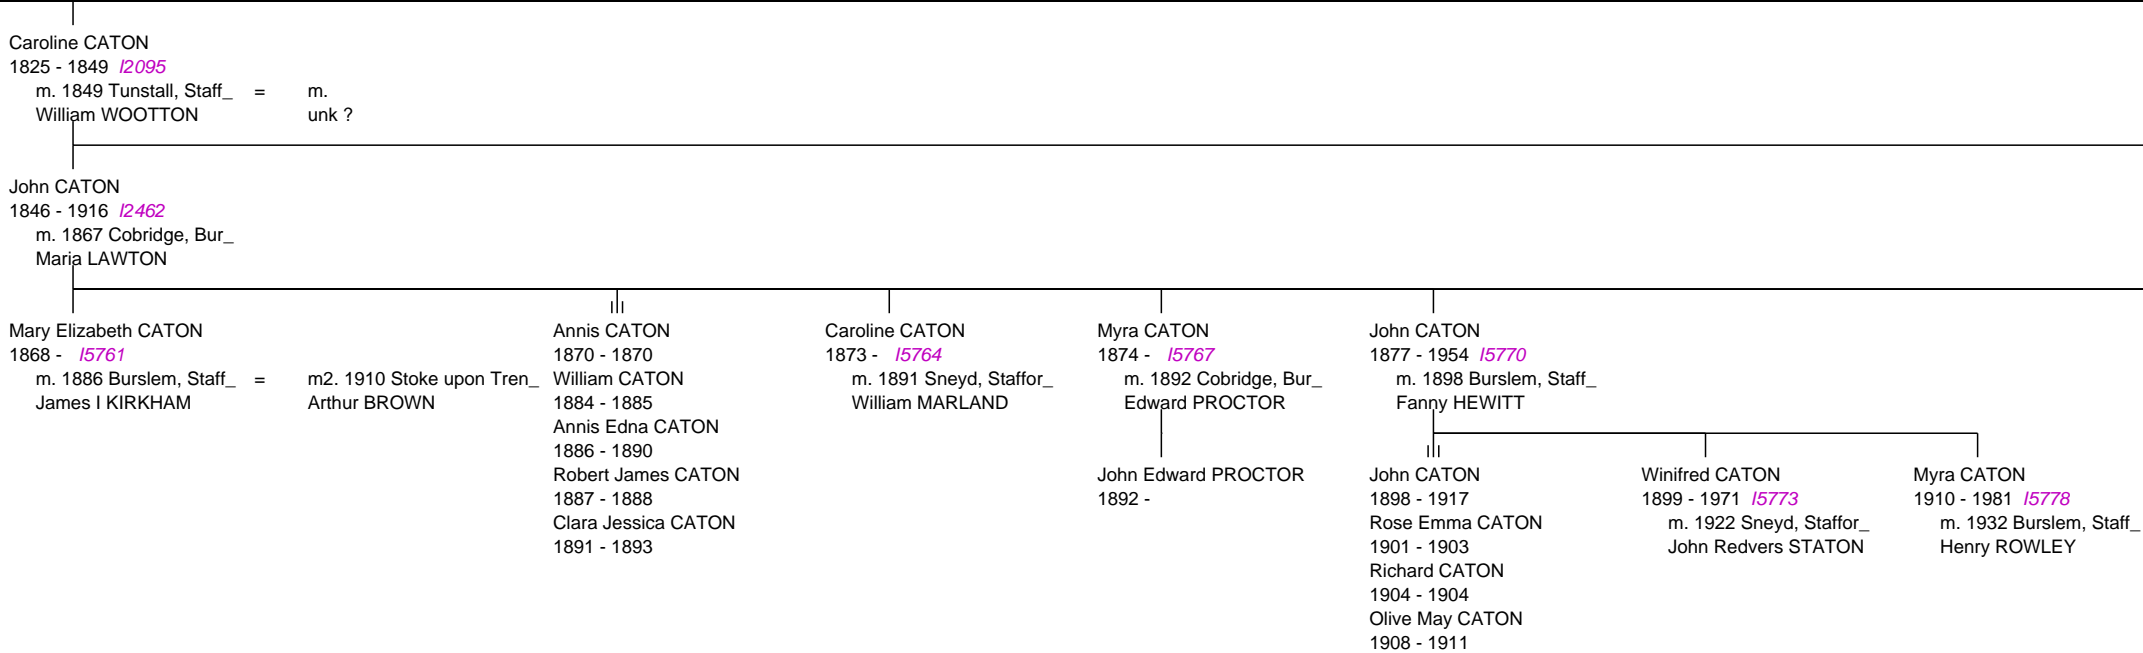 Caroline CATON
1825 - 1849 I2095
m. 1849 Tunstall, Staff_ = m.
William WOOTTON unk ?
John CATON
1846 - 1916 I2462
m. 1867 Cobridge, Bur_
Maria LAWTON
Mary Elizabeth CATON
1868 - I5761
m. 1886 Burslem, Staff_ = m2. 1910 Stoke upon Tren_
James I KIRKHAM Arthur BROWN
Annis CATON
1870 - 1870
William CATON
1884 - 1885
Annis Edna CATON
1886 - 1890
Robert James CATON
1887 - 1888
Clara Jessica CATON
1891 - 1893
Caroline CATON
1873 - I5764
m. 1891 Sneyd, Staffor_
William MARLAND
Myra CATON
1874 - I5767
m. 1892 Cobridge, Bur_
Edward PROCTOR
John Edward PROCTOR
1892 -
John CATON
1877 - 1954 I5770
m. 1898 Burslem, Staff_
Fanny HEWITT
John CATON
1898 - 1917
Rose Emma CATON
1901 - 1903
Richard CATON
1904 - 1904
Olive May CATON
1908 - 1911
Winifred CATON
1899 - 1971 I5773
m. 1922 Sneyd, Staffor_
John Redvers STATON
Myra CATON
1910 - 1981 I5778
m. 1932 Burslem, Staff_
Henry ROWLEY